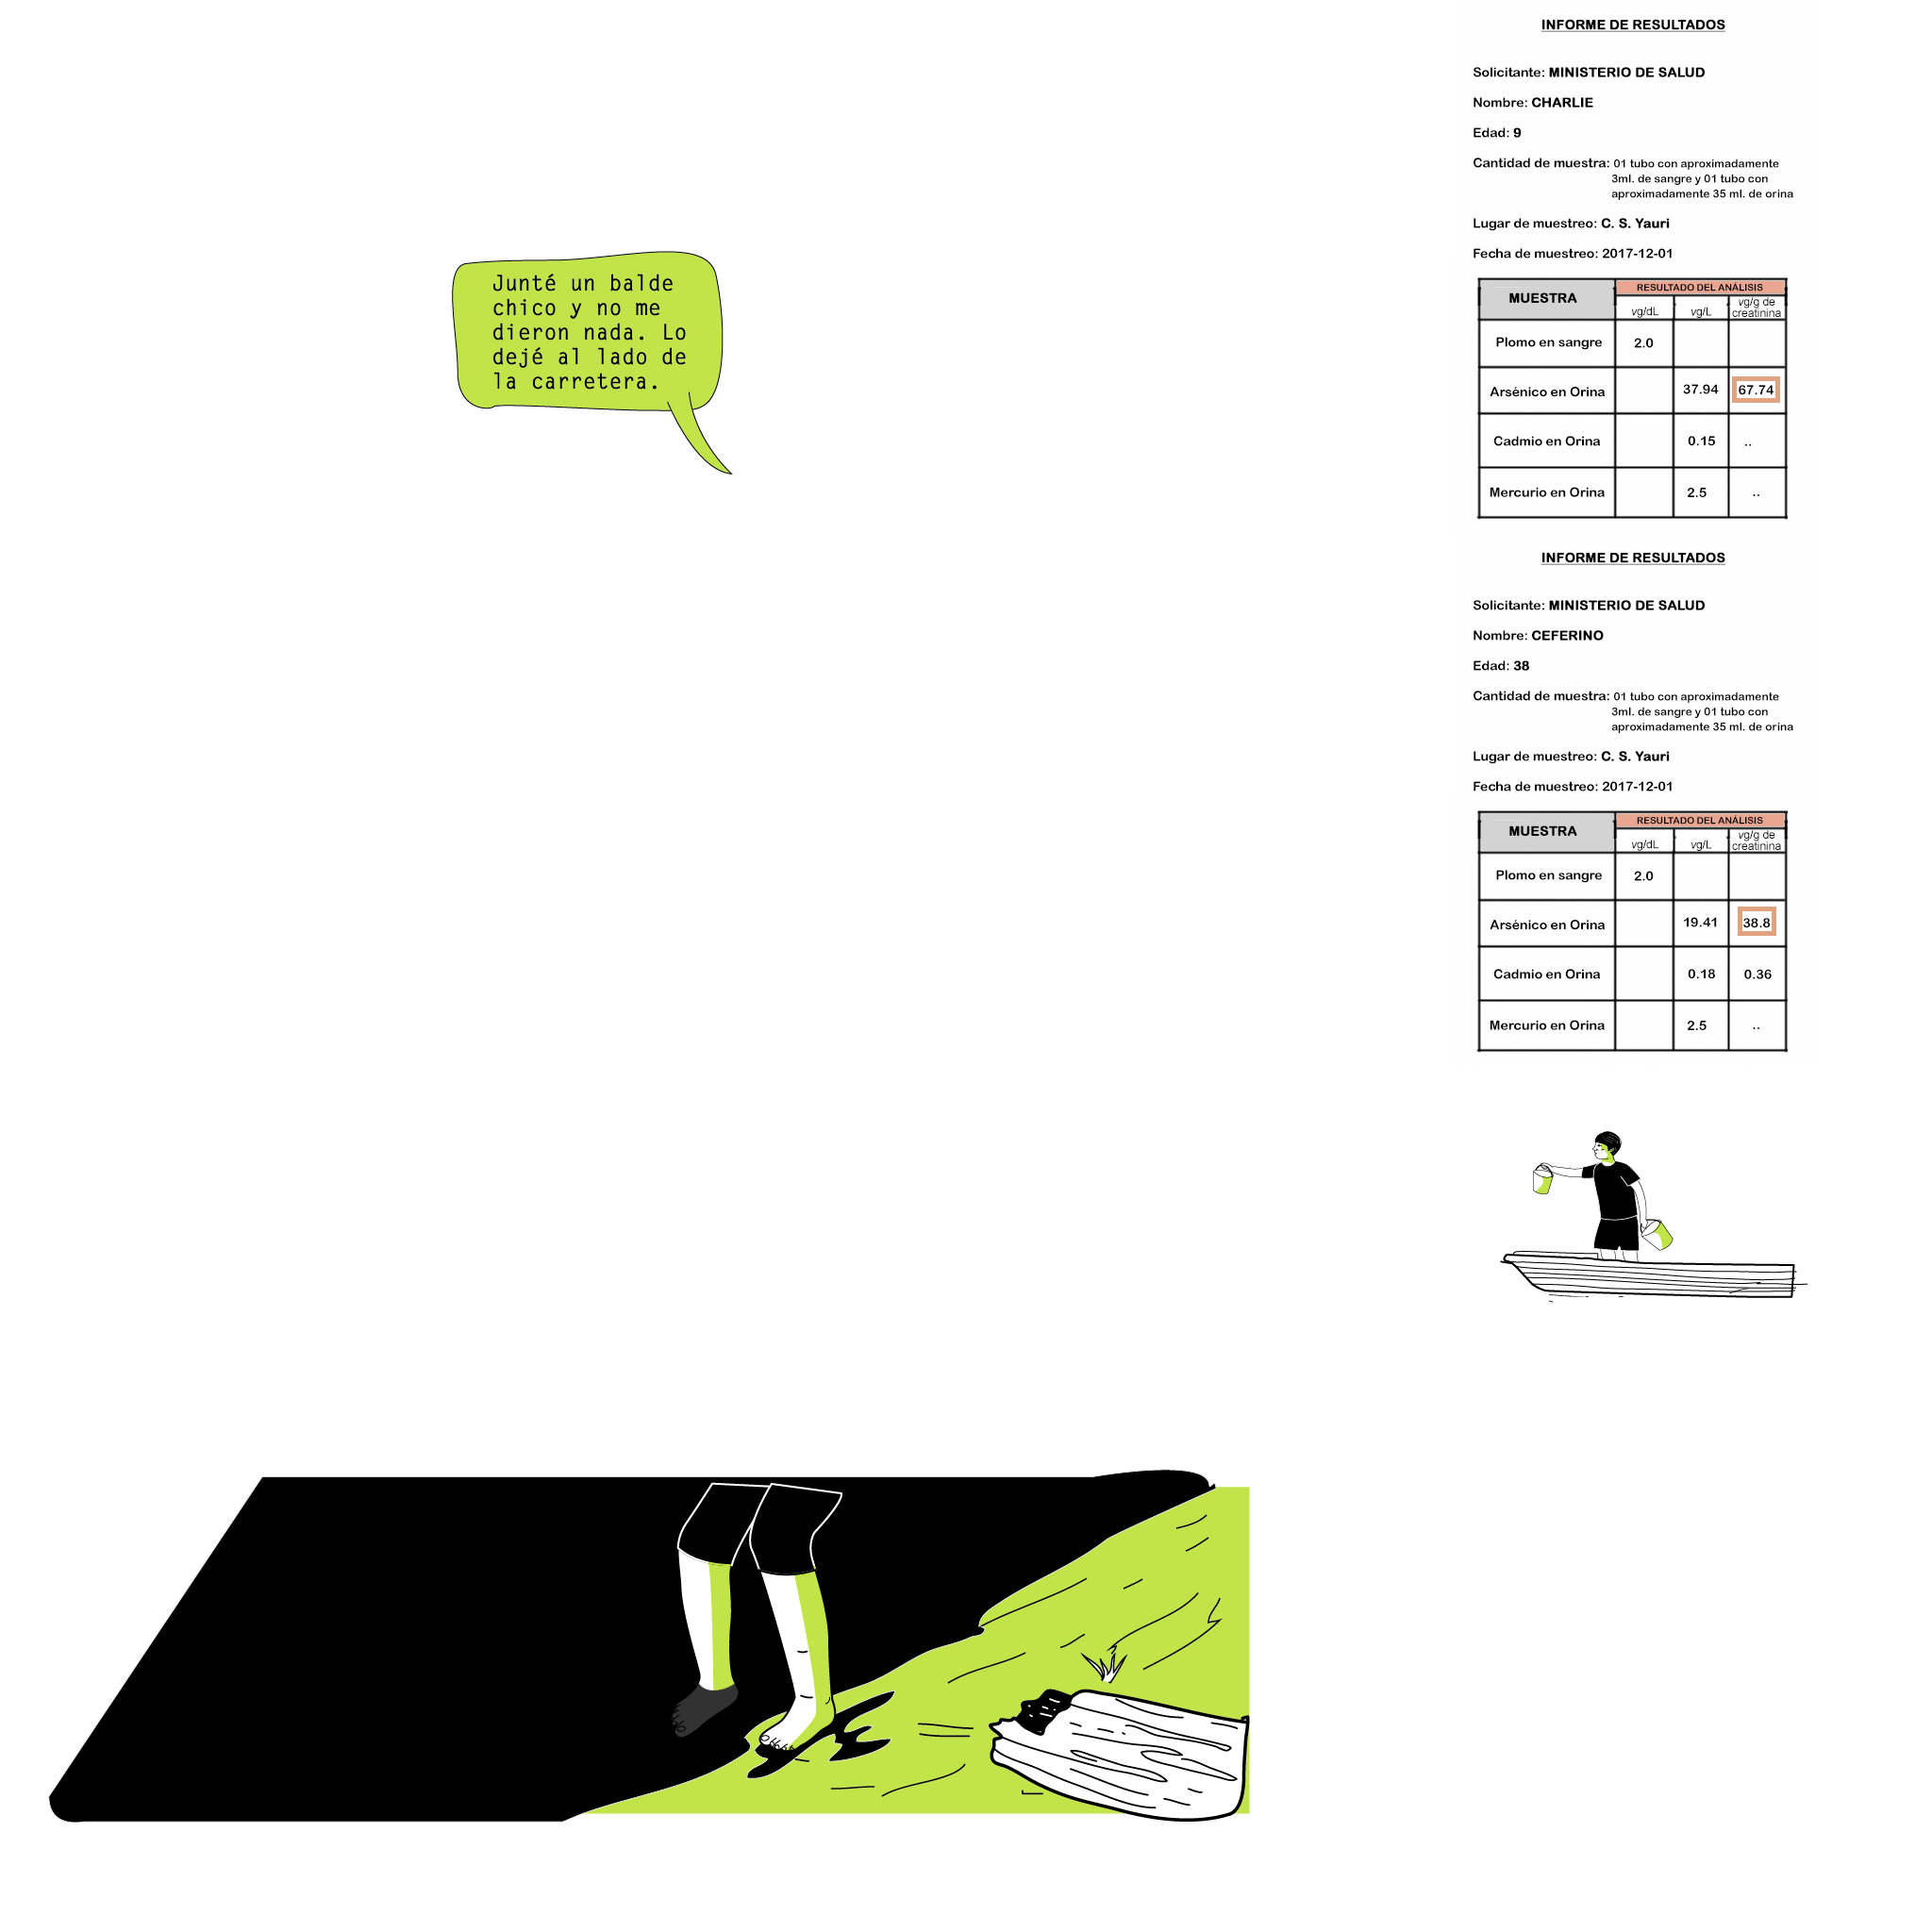 Junté un balde
chico y no me
dieron nada. Lo
dejé al lado de
la carretera.
INFORME DE RESULTADOS
Solicitante: MINISTERIO DE SALUD
Nombre: CHARLIE
Edad: 9
Cantidad de muestra: 01 tubo con aproximadamente
3ml. de sangre y 01 tubo con
aproximadamente 35 ml. de orina
Lugar de muestreo: C. S. Yauri
Fecha de muestreo: 2017-12-01
MUESTRA RESULTADO DEL ANÁLISIS
vg/dL vg/L vg/g de creatinina
Plomo en sangre 2.0
Arsénico en Orina 37.94 67.74
Cadmio en Orina 0.15 ..
Mercurio en Orina 2.5 ..
INFORME DE RESULTADOS
Solicitante: MINISTERIO DE SALUD
Nombre: CEFERINO
Edad: 38
Cantidad de muestra: 01 tubo con aproximadamente
3ml. de sangre y 01 tubo con
aproximadamente 35 ml. de orina
Lugar de muestreo: C. S. Yauri
Fecha de muestreo: 2017-12-01
MUESTRA RESULTADO DEL ANÁLISIS
vg/dL vg/L vg/g de creatinina
Plomo en sangre 2.0
Arsénico en Orina 19.41 38.8
Cadmio en Orina 0.18 0.36
Mercurio en Orina 2.5 ..